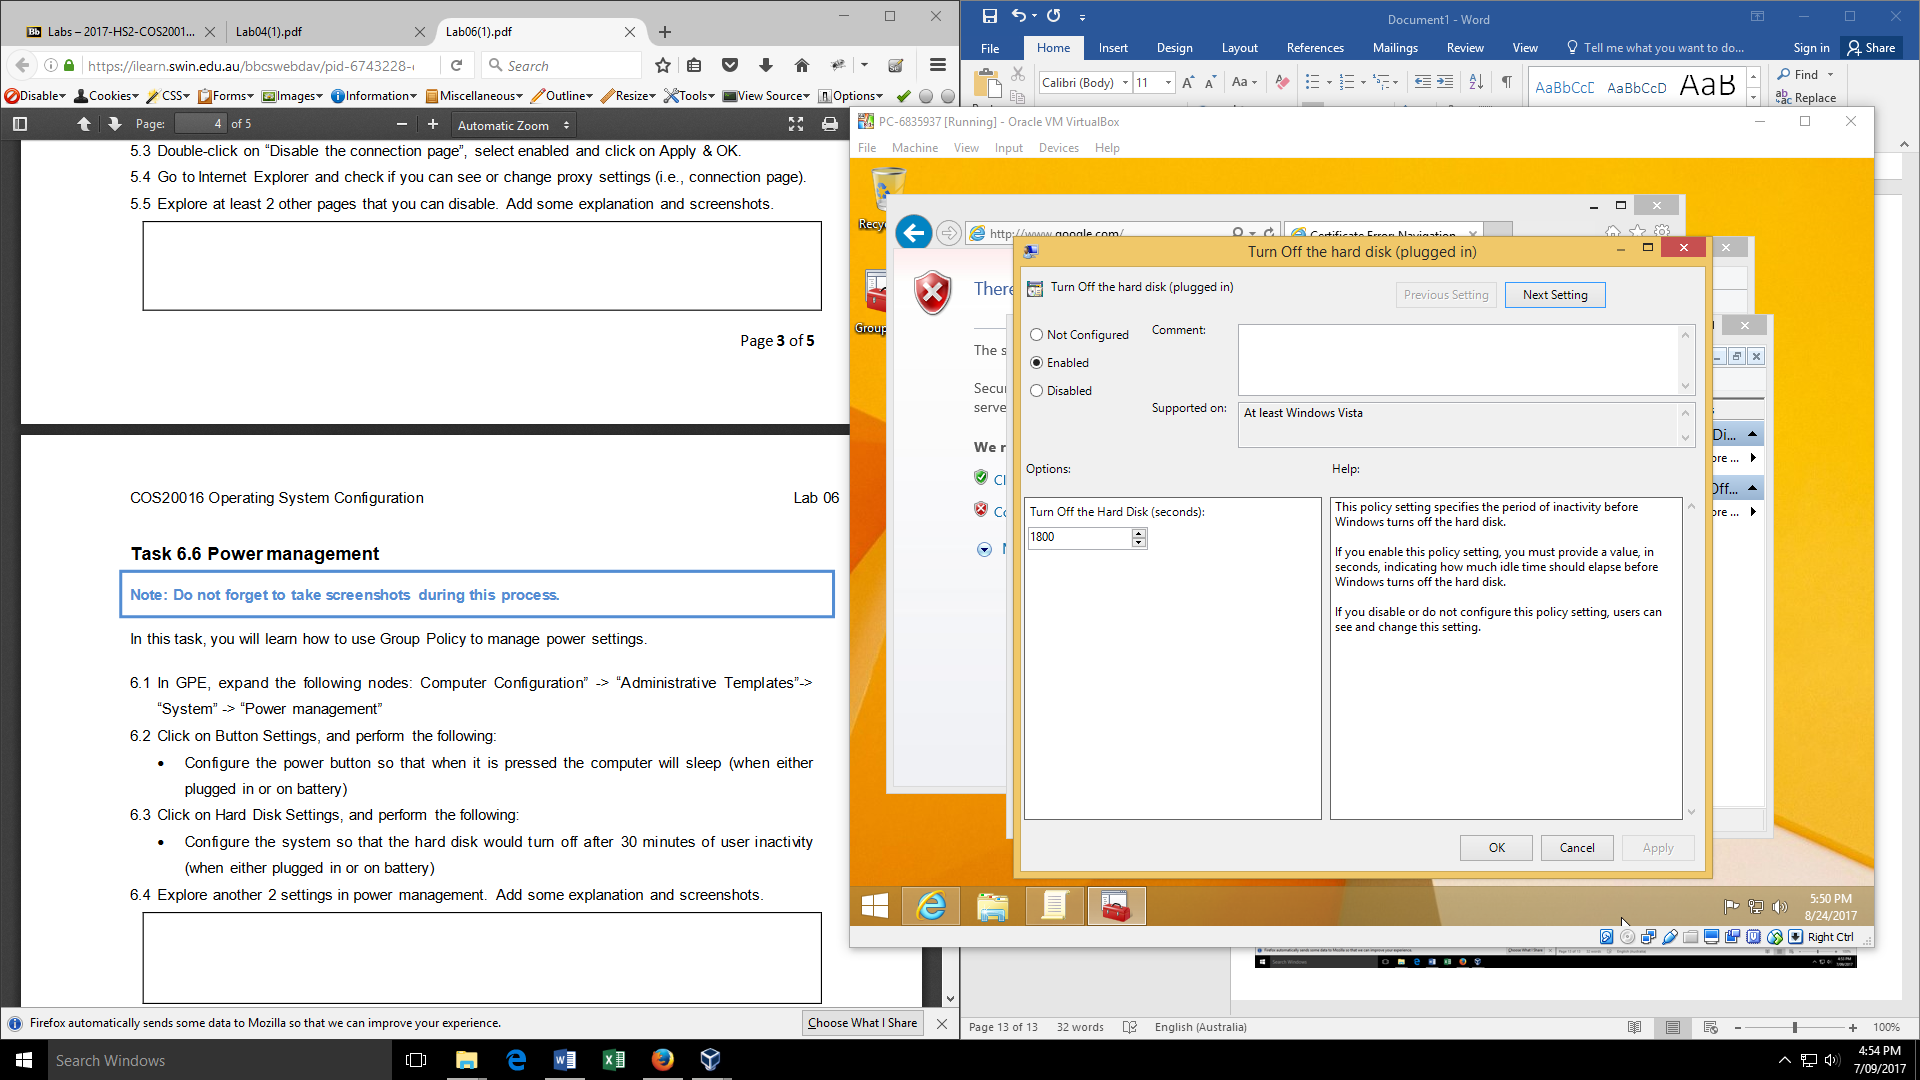 Labs – 2017-HS2-COS2001...
Lab04(1).pdf
Lab06(1).pdf
https://ilearn.swin.edu.au/bbcswebdav/pid-6743228-
Search
Disable
Cookies
CSS
Forms
Images
Information
Miscellaneous
Outline
Resize
Tools
View Source
Options
Page:
4
of 5
Automatic Zoom
5.3 Double-click on “Disable the connection page”, select enabled and click on Apply & OK.
5.4 Go to Internet Explorer and check if you can see or change proxy settings (i.e., connection page).
5.5 Explore at least 2 other pages that you can disable. Add some explanation and screenshots.
Page 3 of 5
COS20016 Operating System Configuration
Lab 06
Task 6.6 Power management
Note: Do not forget to take screenshots during this process.
In this task, you will learn how to use Group Policy to manage power settings.
6.1 In GPE, expand the following nodes: Computer Configuration” -> “Administrative Templates”->
“System” -> “Power management”
6.2 Click on Button Settings, and perform the following:
• Configure the power button so that when it is pressed the computer will sleep (when either
plugged in or on battery)
6.3 Click on Hard Disk Settings, and perform the following:
• Configure the system so that the hard disk would turn off after 30 minutes of user inactivity
(when either plugged in or on battery)
6.4 Explore another 2 settings in power management. Add some explanation and screenshots.
Firefox automatically sends some data to Mozilla so that we can improve your experience.
Choose What I Share
Document1 - Word
File
Home
Insert
Design
Layout
References
Mailings
Review
View
Tell me what you want to do...
Sign in
Share
Calibri (Body)
11
Aa
AaBbCcDc
AaBbCcD
AaB
Find
Replace
PC-6835937 [Running] - Oracle VM VirtualBox
File
Machine
View
Input
Devices
Help
Recyc
Group
http://www.google.com/
Certificate Error: Navigation
There
The s
Secur
serve
We r
Cl
Co
Turn Off the hard disk (plugged in)
Turn Off the hard disk (plugged in)
Previous Setting
Next Setting
Not Configured
Enabled
Disabled
Comment:
Supported on:
At least Windows Vista
Options:
Help:
Turn Off the Hard Disk (seconds):
1800
This policy setting specifies the period of inactivity before
Windows turns off the hard disk.
If you enable this policy setting, you must provide a value, in
seconds, indicating how much idle time should elapse before
Windows turns off the hard disk.
If you disable or do not configure this policy setting, users can
see and change this setting.
OK
Cancel
Apply
Di...
ore ...
Off...
ore ...
5:50 PM
8/24/2017
Right Ctrl
Page 13 of 13
32 words
English (Australia)
100%
Search Windows
4:54 PM
7/09/2017